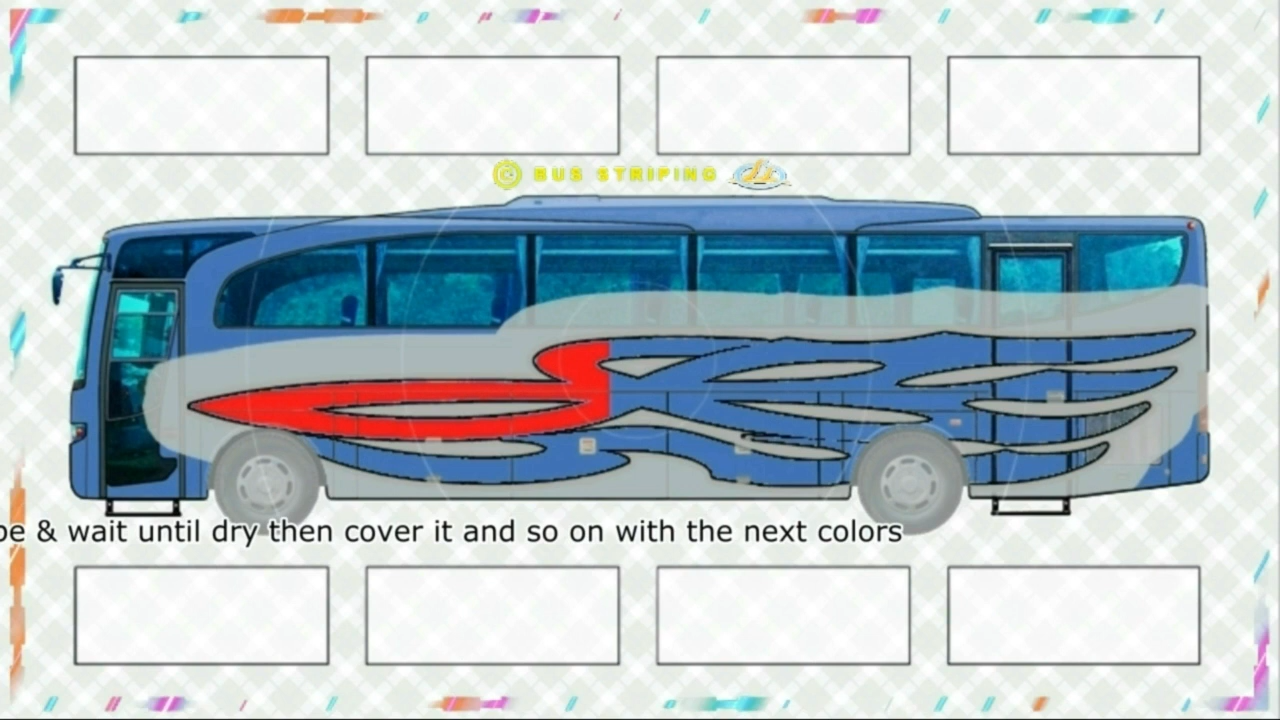 © BUS STRIPING
& wait until dry then cover it and so on with the next colors